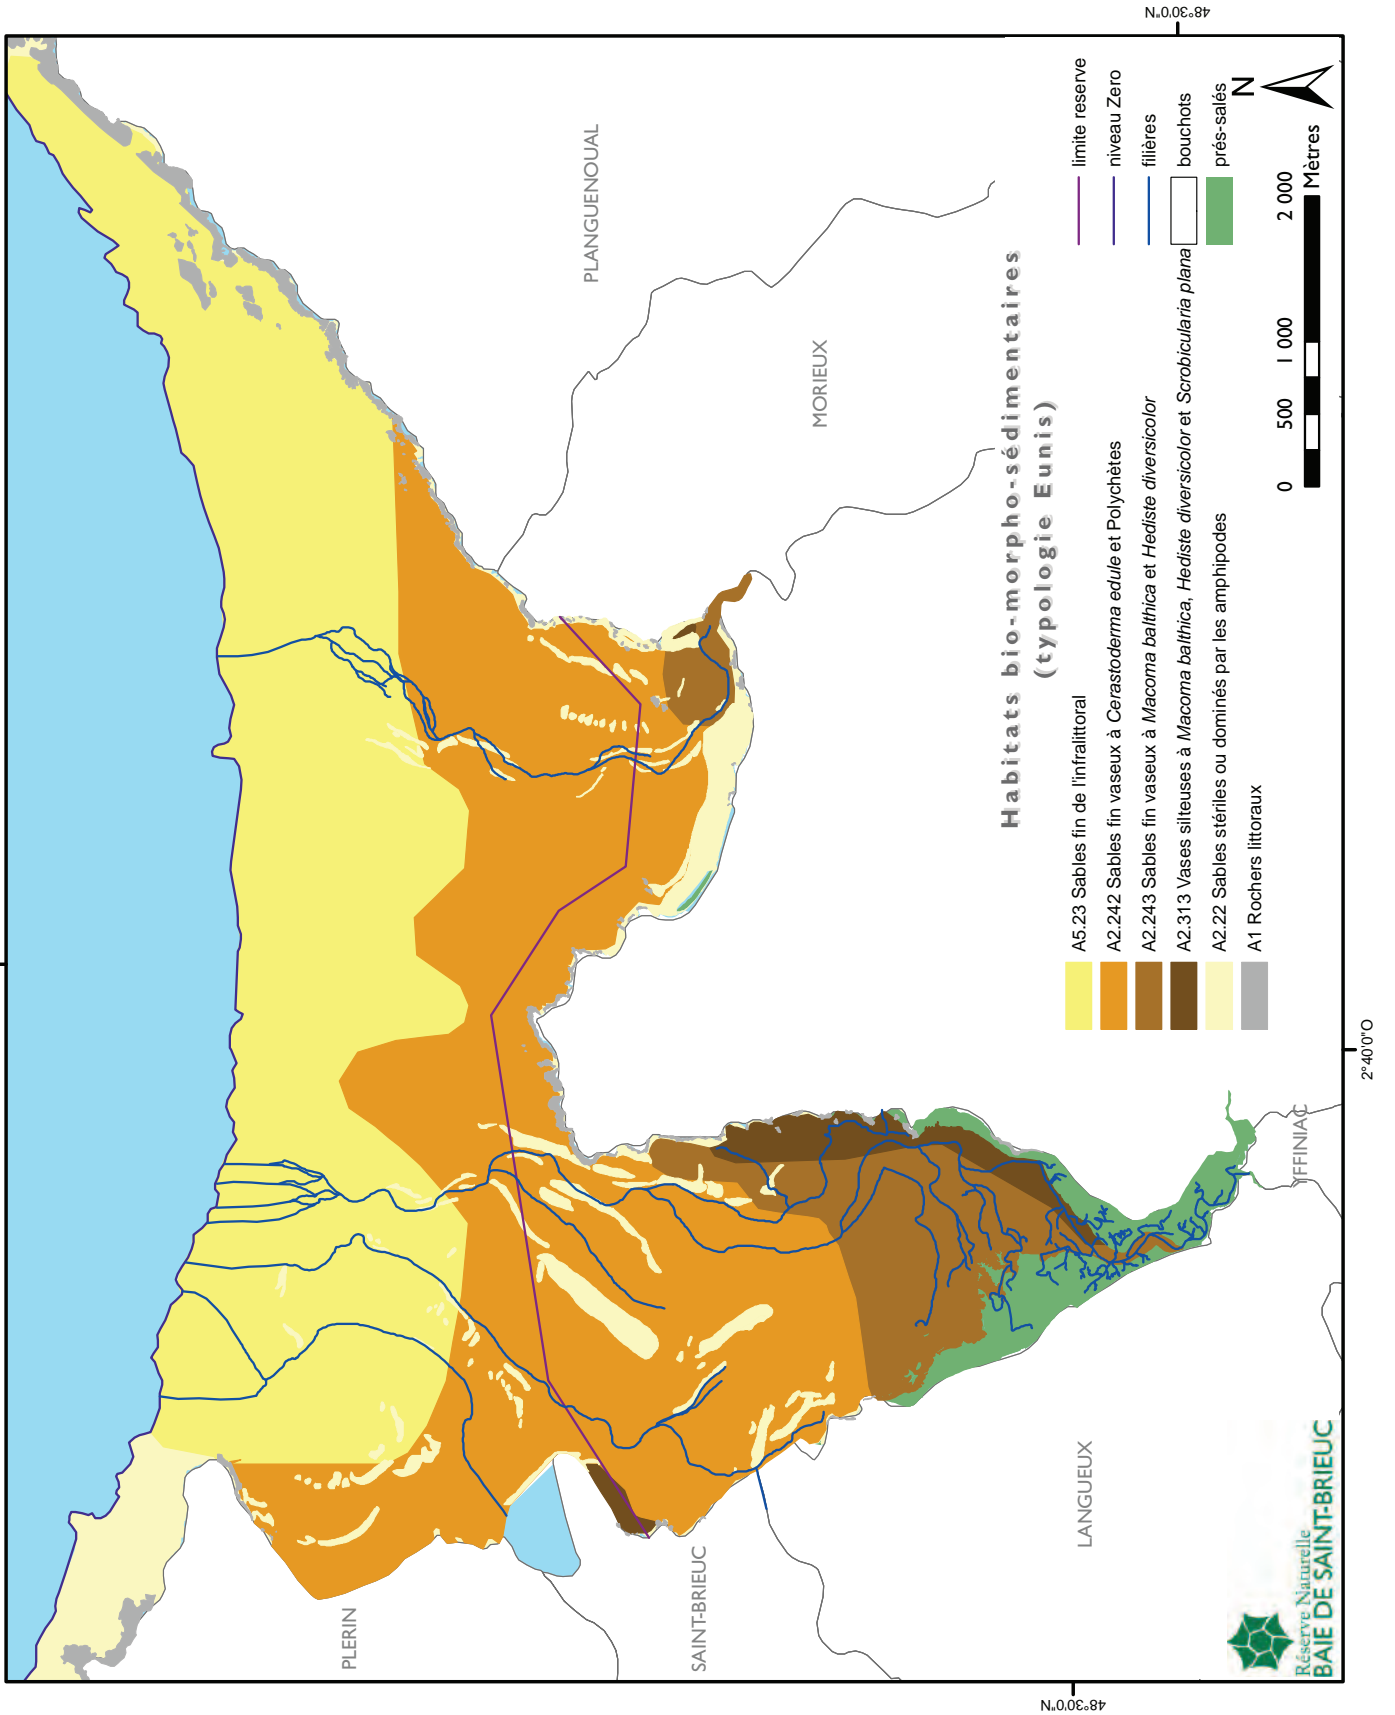 48°30'0"N
PLANGUENOUAL
MORIEUX
PLERIN
SAINT-BRIEUC
LANGUEUX
YFFINIAC
Habitats bio-morpho-sédimentaires
(typologie Eunis)
A5.23 Sables fin de l'infralittoral
A2.242 Sables fin vaseux à Cerastoderma edule et Polychètes
A2.243 Sables fin vaseux à Macoma balthica et Hediste diversicolor
A2.313 Vases silteuses à Macoma balthica, Hediste diversicolor et Scrobicularia plana
A2.22 Sables stériles ou dominés par les amphipodes
A1 Rochers littoraux
limite reserve
niveau Zero
filières
bouchots
prés-salés
N
0 500 1 000 2 000
Mètres
2°40'0"O
48°30'0"N
Réserve Naturelle
BAIE DE SAINT-BRIEUC